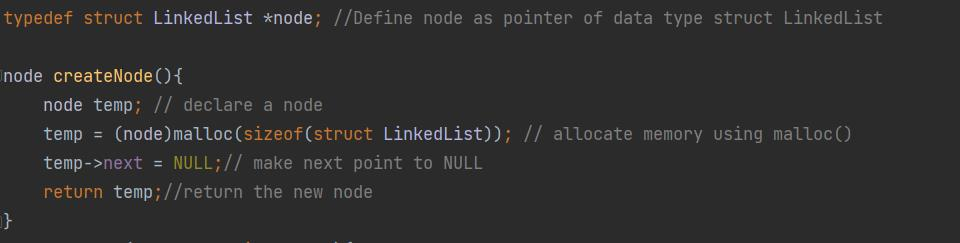 typedef struct LinkedList *node; //Define node as pointer of data type struct LinkedList
node createNode(){
node temp; // declare a node
temp = (node)malloc(sizeof(struct LinkedList)); // allocate memory using malloc()
temp->next = NULL;// make next point to NULL
return temp;//return the new node
}